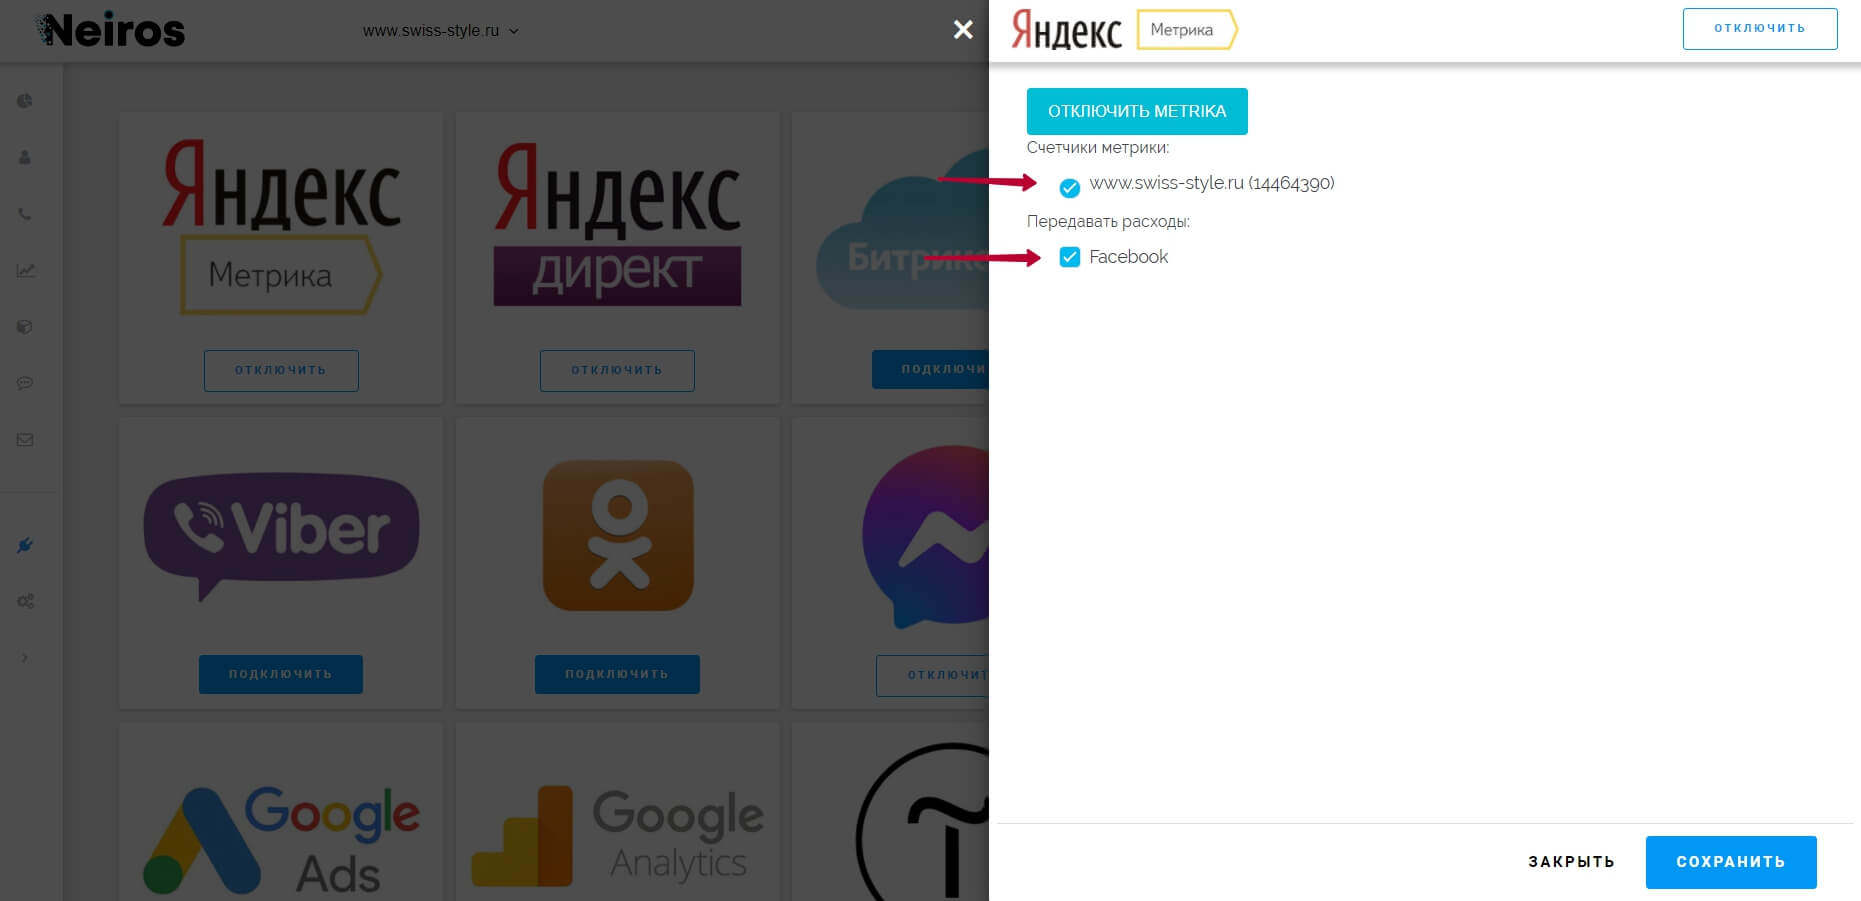 Neiros
www.swiss-style.ru
Яндекс
Метрика
ОТКЛЮЧИТЬ
Яндекс
директ
ОТКЛЮЧИТЬ
Битрикс
ПОДКЛЮЧИ
Viber
ПОДКЛЮЧИТЬ
ПОДКЛЮЧИТЬ
ОТКЛЮЧИТ
Google
Ads
Google
Analytics
Яндекс Метрика
ОТКЛЮЧИТЬ
ОТКЛЮЧИТЬ METRIKA
Счетчики метрики:
www.swiss-style.ru (14464390)
Передавать расходы:
Facebook
ЗАКРЫТЬ
СОХРАНИТЬ